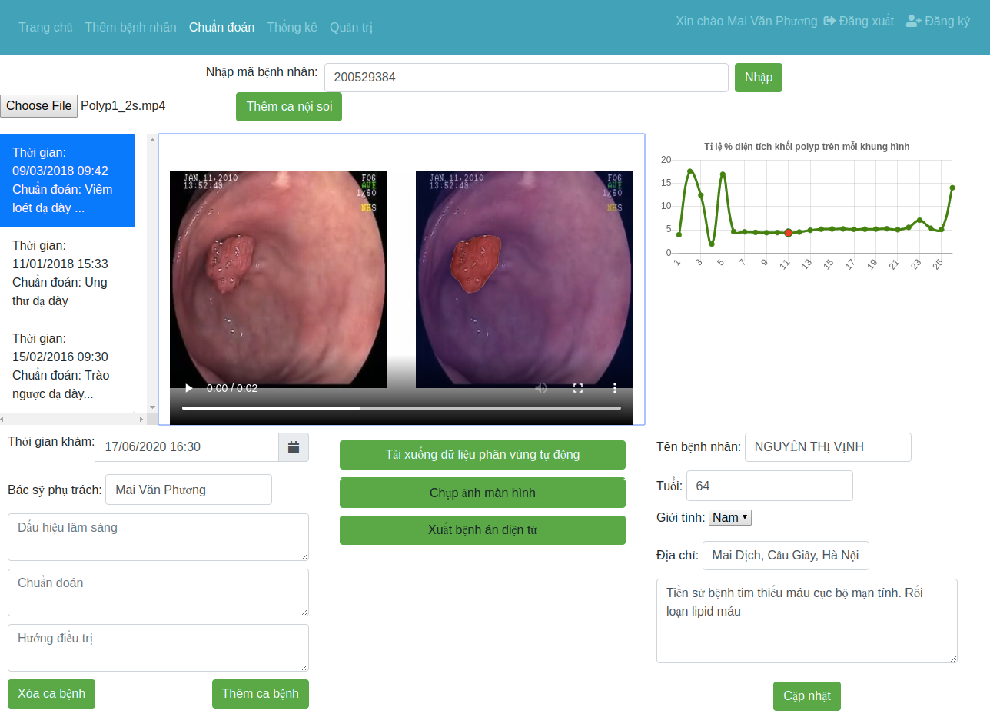 Trang chủ Thêm bệnh nhân Chuẩn đoán Thống kê Quản trị Xin chào Mai Văn Phương Đăng xuất Đăng ký
Nhập mã bệnh nhân: 200529384 Nhập
Choose File Polyp1_2s.mp4 Thêm ca nội soi
Thời gian:
09/03/2018 09:42
Chuẩn đoán: Viêm
loét dạ dày ...
Thời gian:
11/01/2018 15:33
Chuẩn đoán: Ung
thư dạ dày
Thời gian:
15/02/2016 09:30
Chuẩn đoán: Trào
ngược dạ dày...
JAN.11,2010 F06
13:52:49 AVE
1/60
NHS
JAN.11,2010 F06
13:52:49 AVE
1/60
NHS
0:00 / 0:02
Tỉ lệ % diện tích khối polyp trên mỗi khung hình
20
15
10
5
0
1 3 5 7 9 11 13 15 17 19 21 23 25
Thời gian khám: 17/06/2020 16:30
Bác sỹ phụ trách: Mai Văn Phương
Dấu hiệu lâm sàng
Chuẩn đoán
Hướng điều trị
Xóa ca bệnh Thêm ca bệnh
Tải xuống dữ liệu phân vùng tự động
Chụp ảnh màn hình
Xuất bệnh án điện tử
Tên bệnh nhân: NGUYỄN THỊ VỊNH
Tuổi: 64
Giới tính: Nam
Địa chỉ: Mai Dịch, Cầu Giấy, Hà Nội
Tiền sử bệnh tim thiếu máu cục bộ mạn tính. Rối
loạn lipid máu
Cập nhật